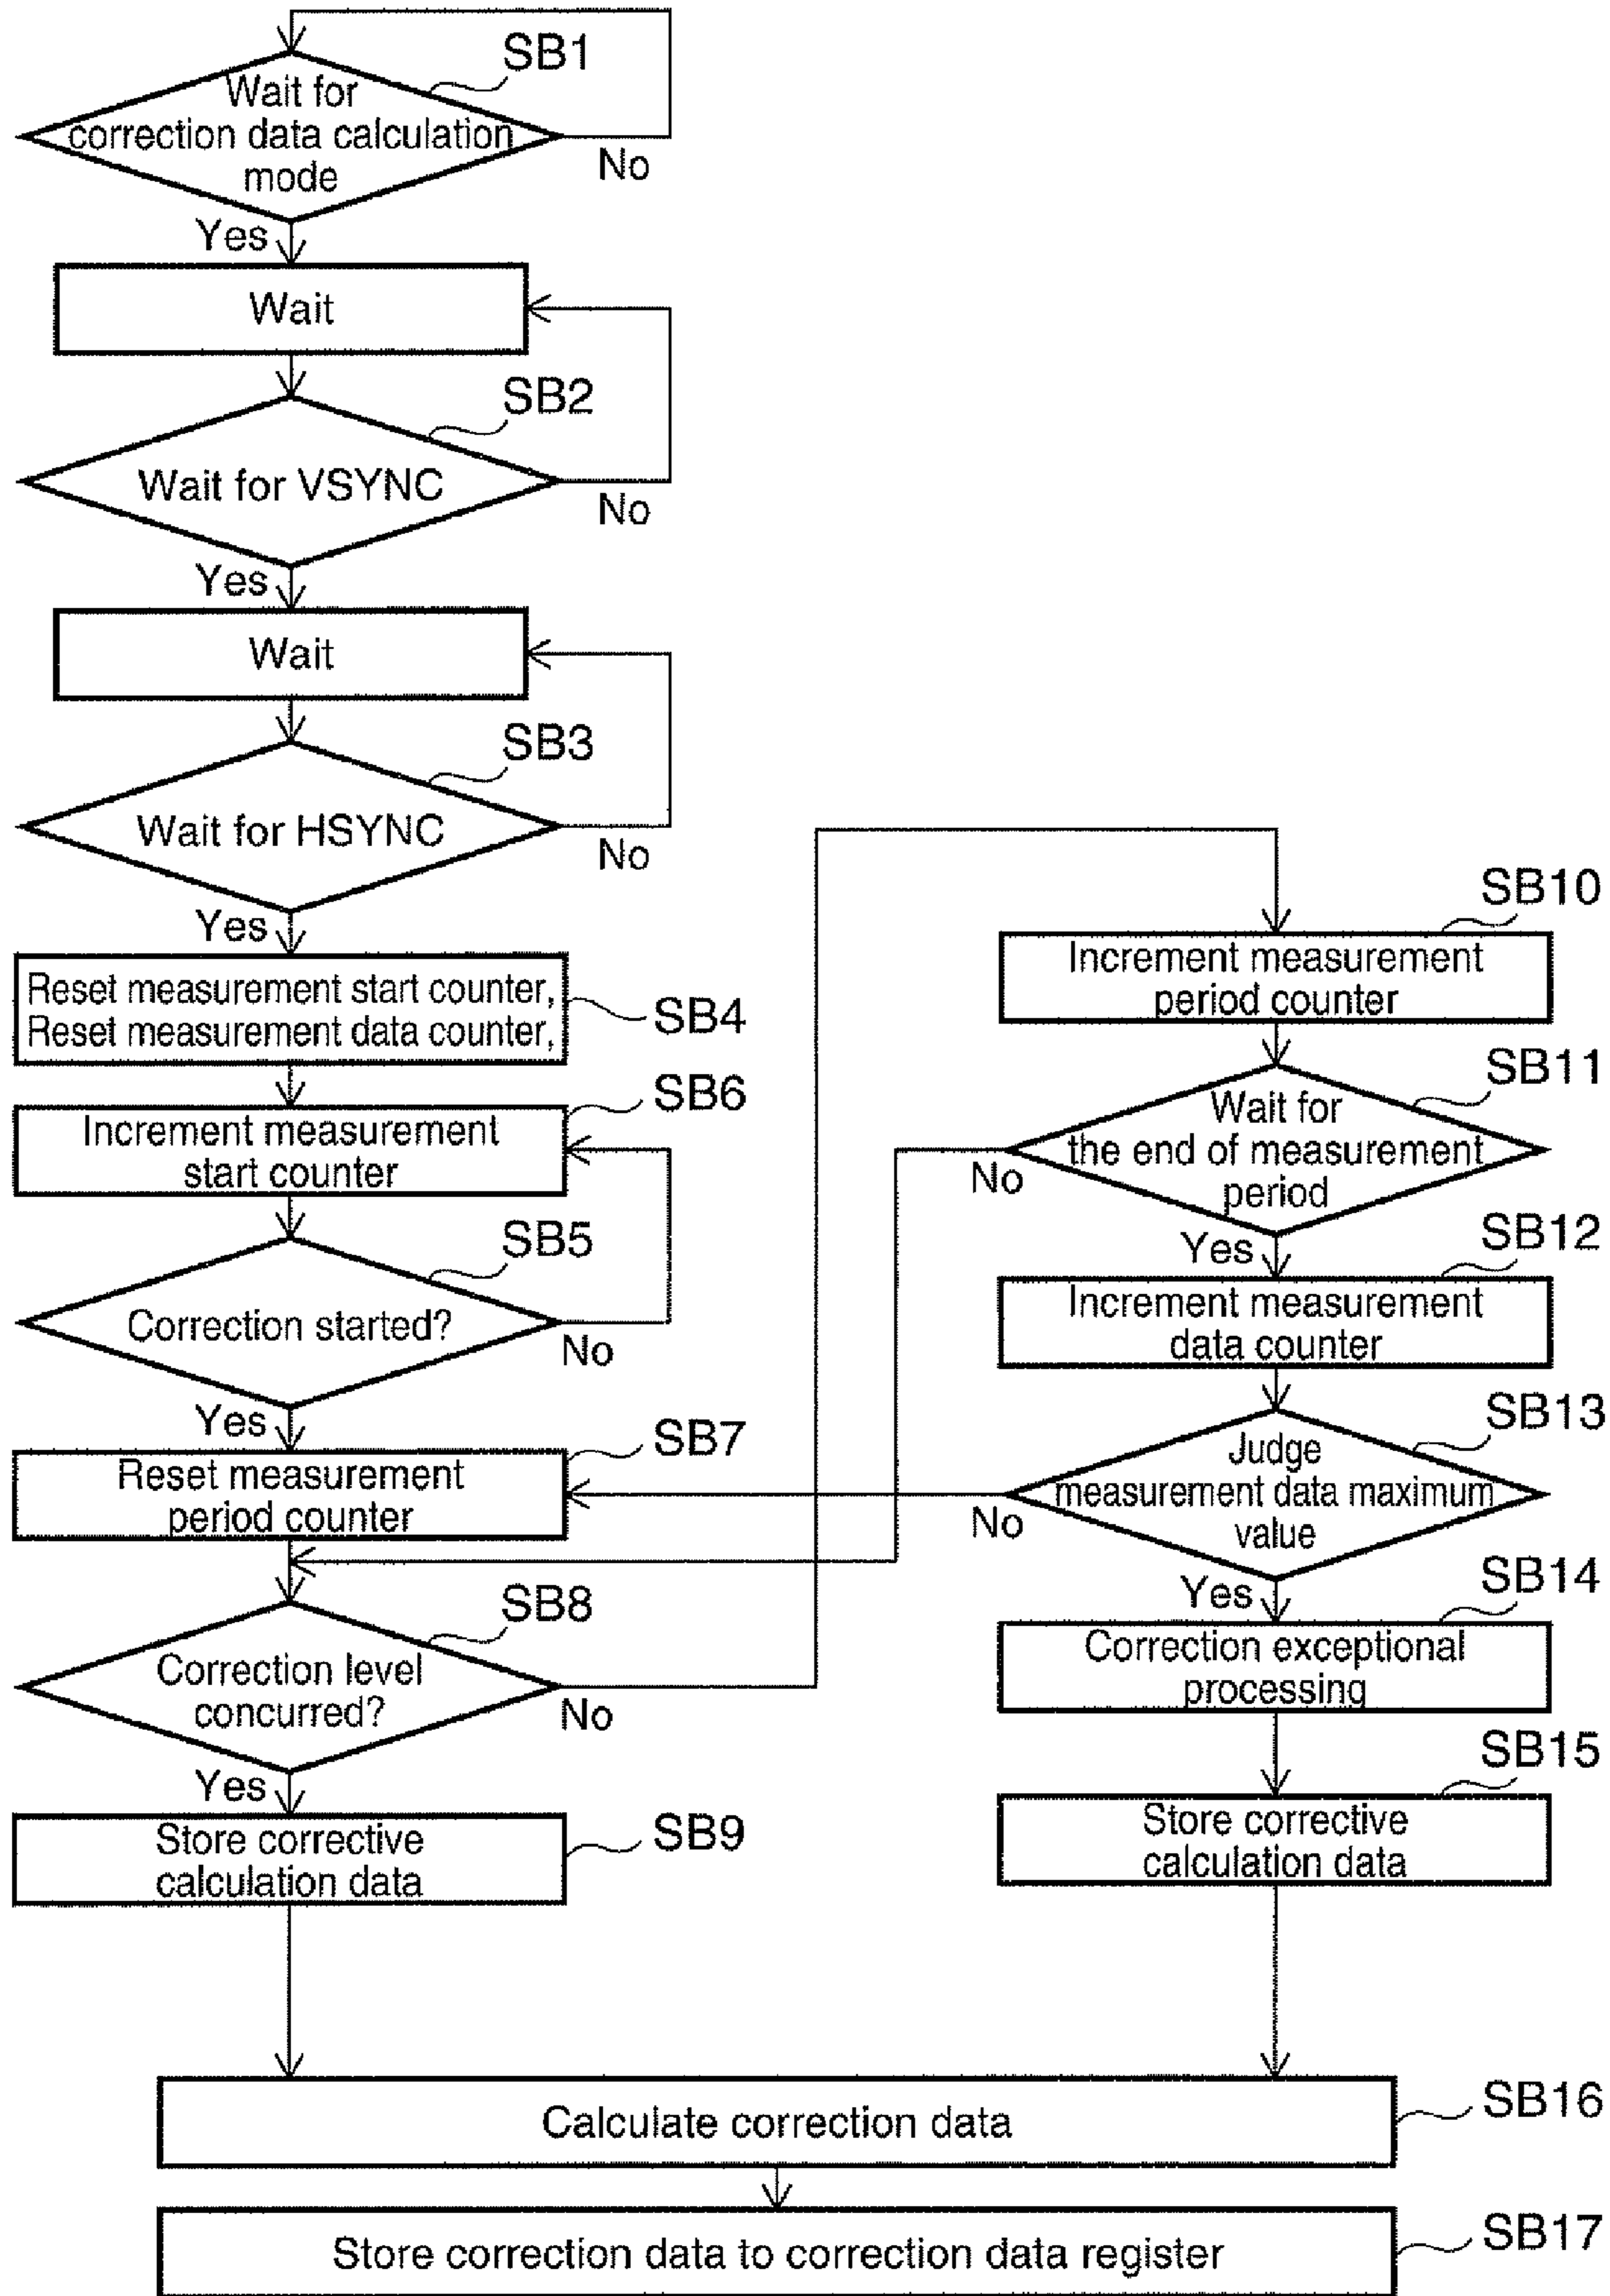 SB1
Wait for
correction data calculation
mode
No
Yes
Wait
SB2
Wait for VSYNC
No
Yes
Wait
SB3
Wait for HSYNC
No
Yes
Reset measurement start counter,
Reset measurement data counter,
SB4
SB6
Increment measurement
start counter
SB5
Correction started?
No
Yes
SB7
Reset measurement
period counter
SB8
Correction level
concurred?
No
Yes
SB9
Store corrective
calculation data
SB10
Increment measurement
period counter
SB11
Wait for
the end of measurement
period
No
Yes
SB12
Increment measurement
data counter
SB13
Judge
measurement data maximum
value
No
Yes
SB14
Correction exceptional
processing
SB15
Store corrective
calculation data
SB16
Calculate correction data
SB17
Store correction data to correction data register